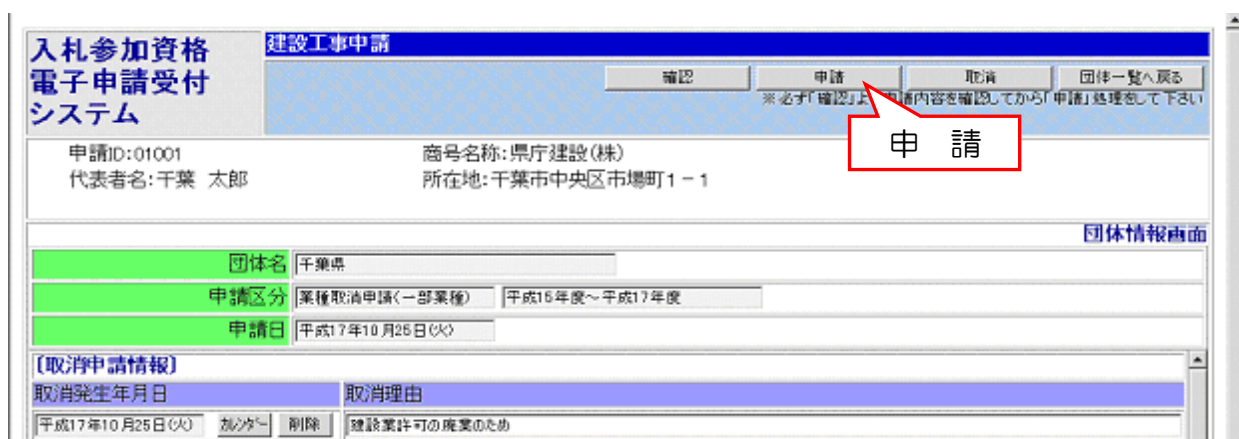 入札参加資格
電子申請受付
システム
建設工事申請
確認 申請 取消 団体一覧へ戻る
※必ず「確認」よ 申請内容を確認してから「申請」処理をして下さい
申 請
申請ID:01001 商号名称:県庁建設(株)
代表者名:千葉 太郎 所在地:千葉市中央区市場町1-1
団体情報画面
団体名 千葉県
申請区分 業種取消申請(一部業種) 平成15年度~平成17年度
申請日 平成17年10月25日(火)
〔取消申請情報〕
取消発生年月日 取消理由
平成17年10月25日(火) カレンダー 削除 建設業許可の廃業のため